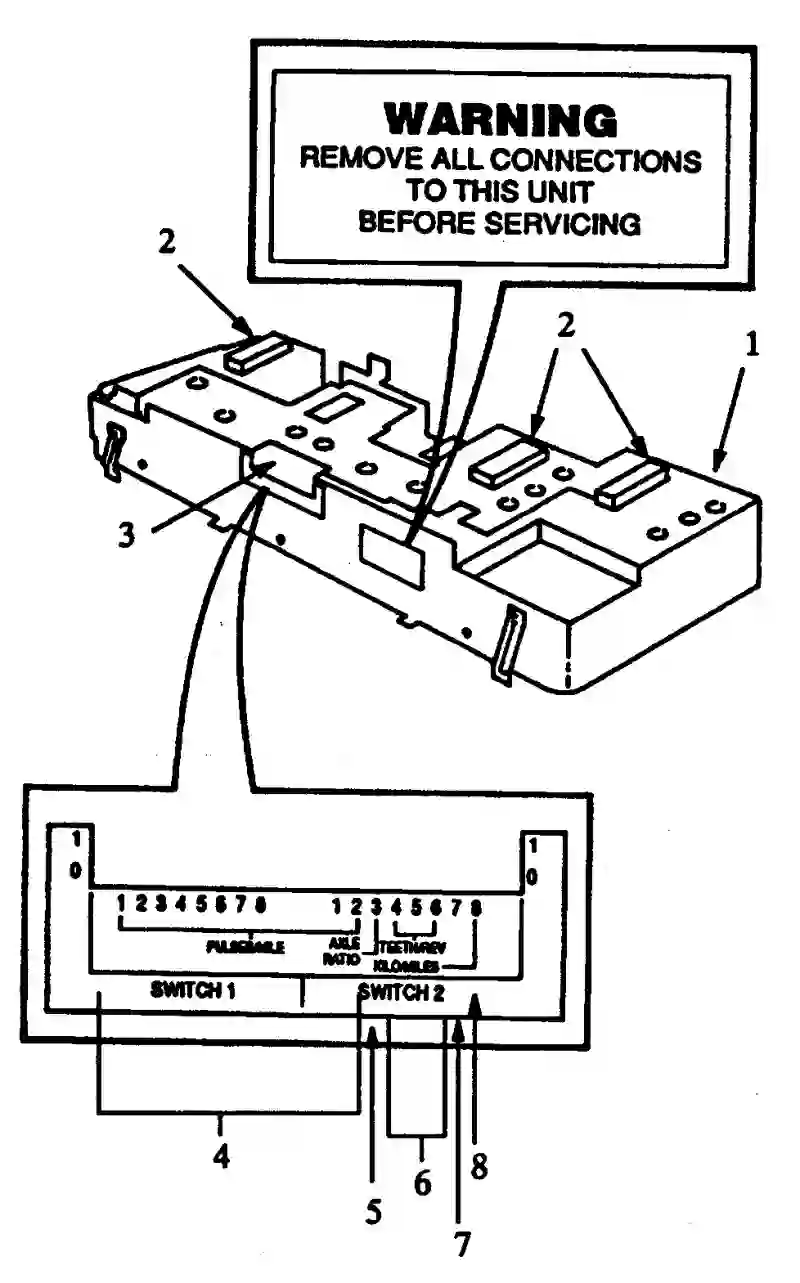 WARNING
REMOVE ALL CONNECTIONS
TO THIS UNIT
BEFORE SERVICING
2
2
1
3
1
0
1
0
1 2 3 4 5 6 7 8
1 2 3 4 5 6 7 8
PULSE/MILE
AXLE
RATIO
TEETH/REV
KILO/MILES
SWITCH 1
SWITCH 2
4
5
6
7
8